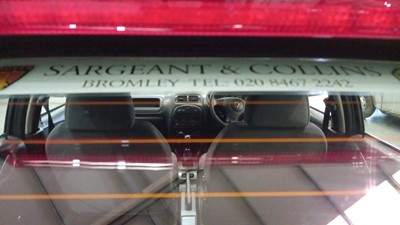 SARGEANT & COLLINS
BROMLEY TEL: 020 8467 2242